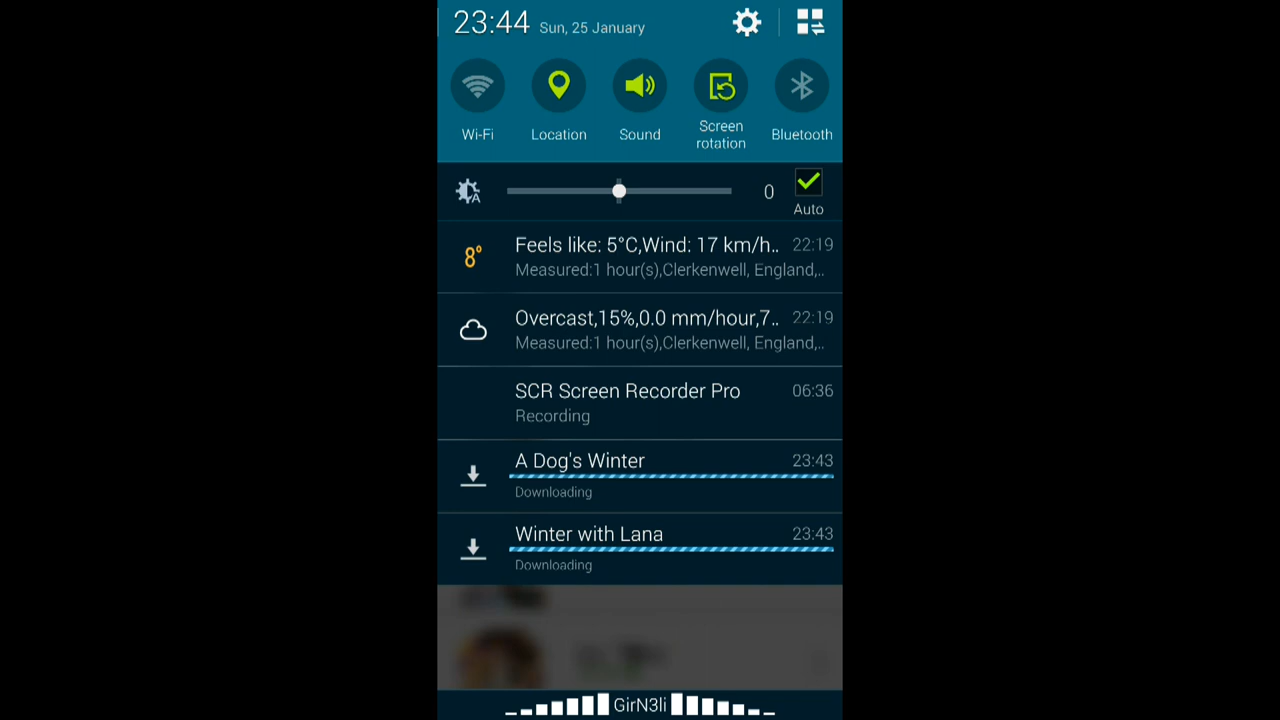 23:44 Sun, 25 January
Wi-Fi
Location
Sound
Screen
rotation
Bluetooth
A
0
Auto
8°
Feels like: 5°C,Wind: 17 km/h.. 22:19
Measured:1 hour(s),Clerkenwell, England,..
Overcast,15%,0.0 mm/hour,7.. 22:19
Measured:1 hour(s),Clerkenwell, England,..
SCR Screen Recorder Pro 06:36
Recording
A Dog's Winter 23:43
Downloading
Winter with Lana 23:43
Downloading
GirN3li